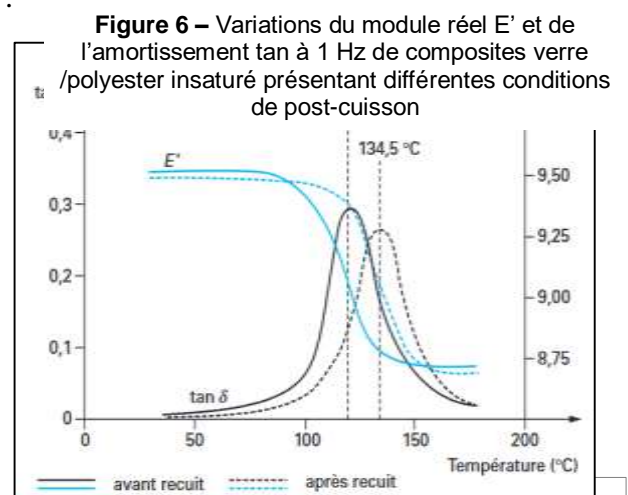 .
Figure 6 – Variations du module réel E' et de
l'amortissement tan à 1 Hz de composites verre
/polyester insaturé présentant différentes conditions
de post-cuisson
0,4
0,3
0,2
0,1
0
E'
134,5 °C
9,50
9,25
9,00
8,75
tan δ
0 50 100 150 200
Température (°C)
avant recuit après recuit